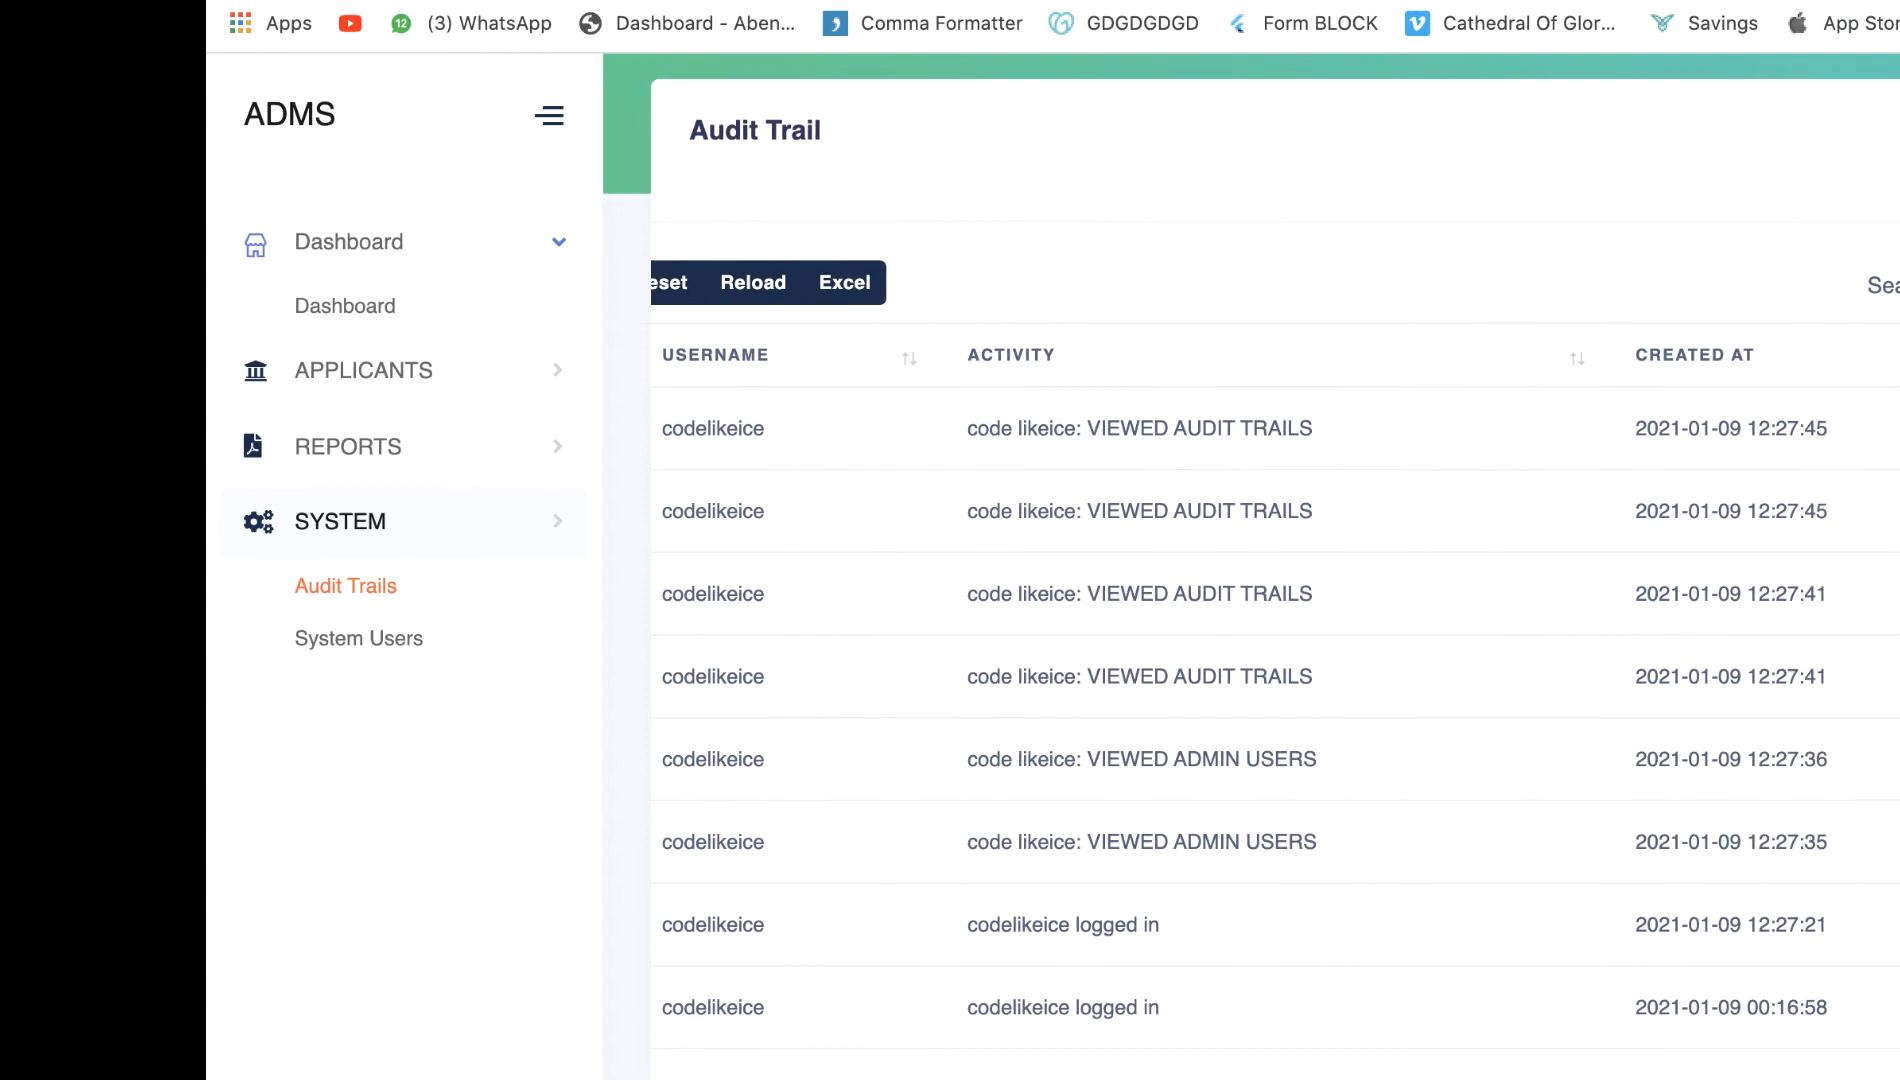 Apps 12 (3) WhatsApp Dashboard - Aben... Comma Formatter GDGDGDGD Form BLOCK Cathedral Of Glor... Savings App Stor
ADMS
Audit Trail
Dashboard
Dashboard
APPLICANTS
REPORTS
SYSTEM
Audit Trails
System Users
eset Reload Excel
Sea
USERNAME ACTIVITY CREATED AT
codelikeice code likeice: VIEWED AUDIT TRAILS 2021-01-09 12:27:45
codelikeice code likeice: VIEWED AUDIT TRAILS 2021-01-09 12:27:45
codelikeice code likeice: VIEWED AUDIT TRAILS 2021-01-09 12:27:41
codelikeice code likeice: VIEWED AUDIT TRAILS 2021-01-09 12:27:41
codelikeice code likeice: VIEWED ADMIN USERS 2021-01-09 12:27:36
codelikeice code likeice: VIEWED ADMIN USERS 2021-01-09 12:27:35
codelikeice codelikeice logged in 2021-01-09 12:27:21
codelikeice codelikeice logged in 2021-01-09 00:16:58